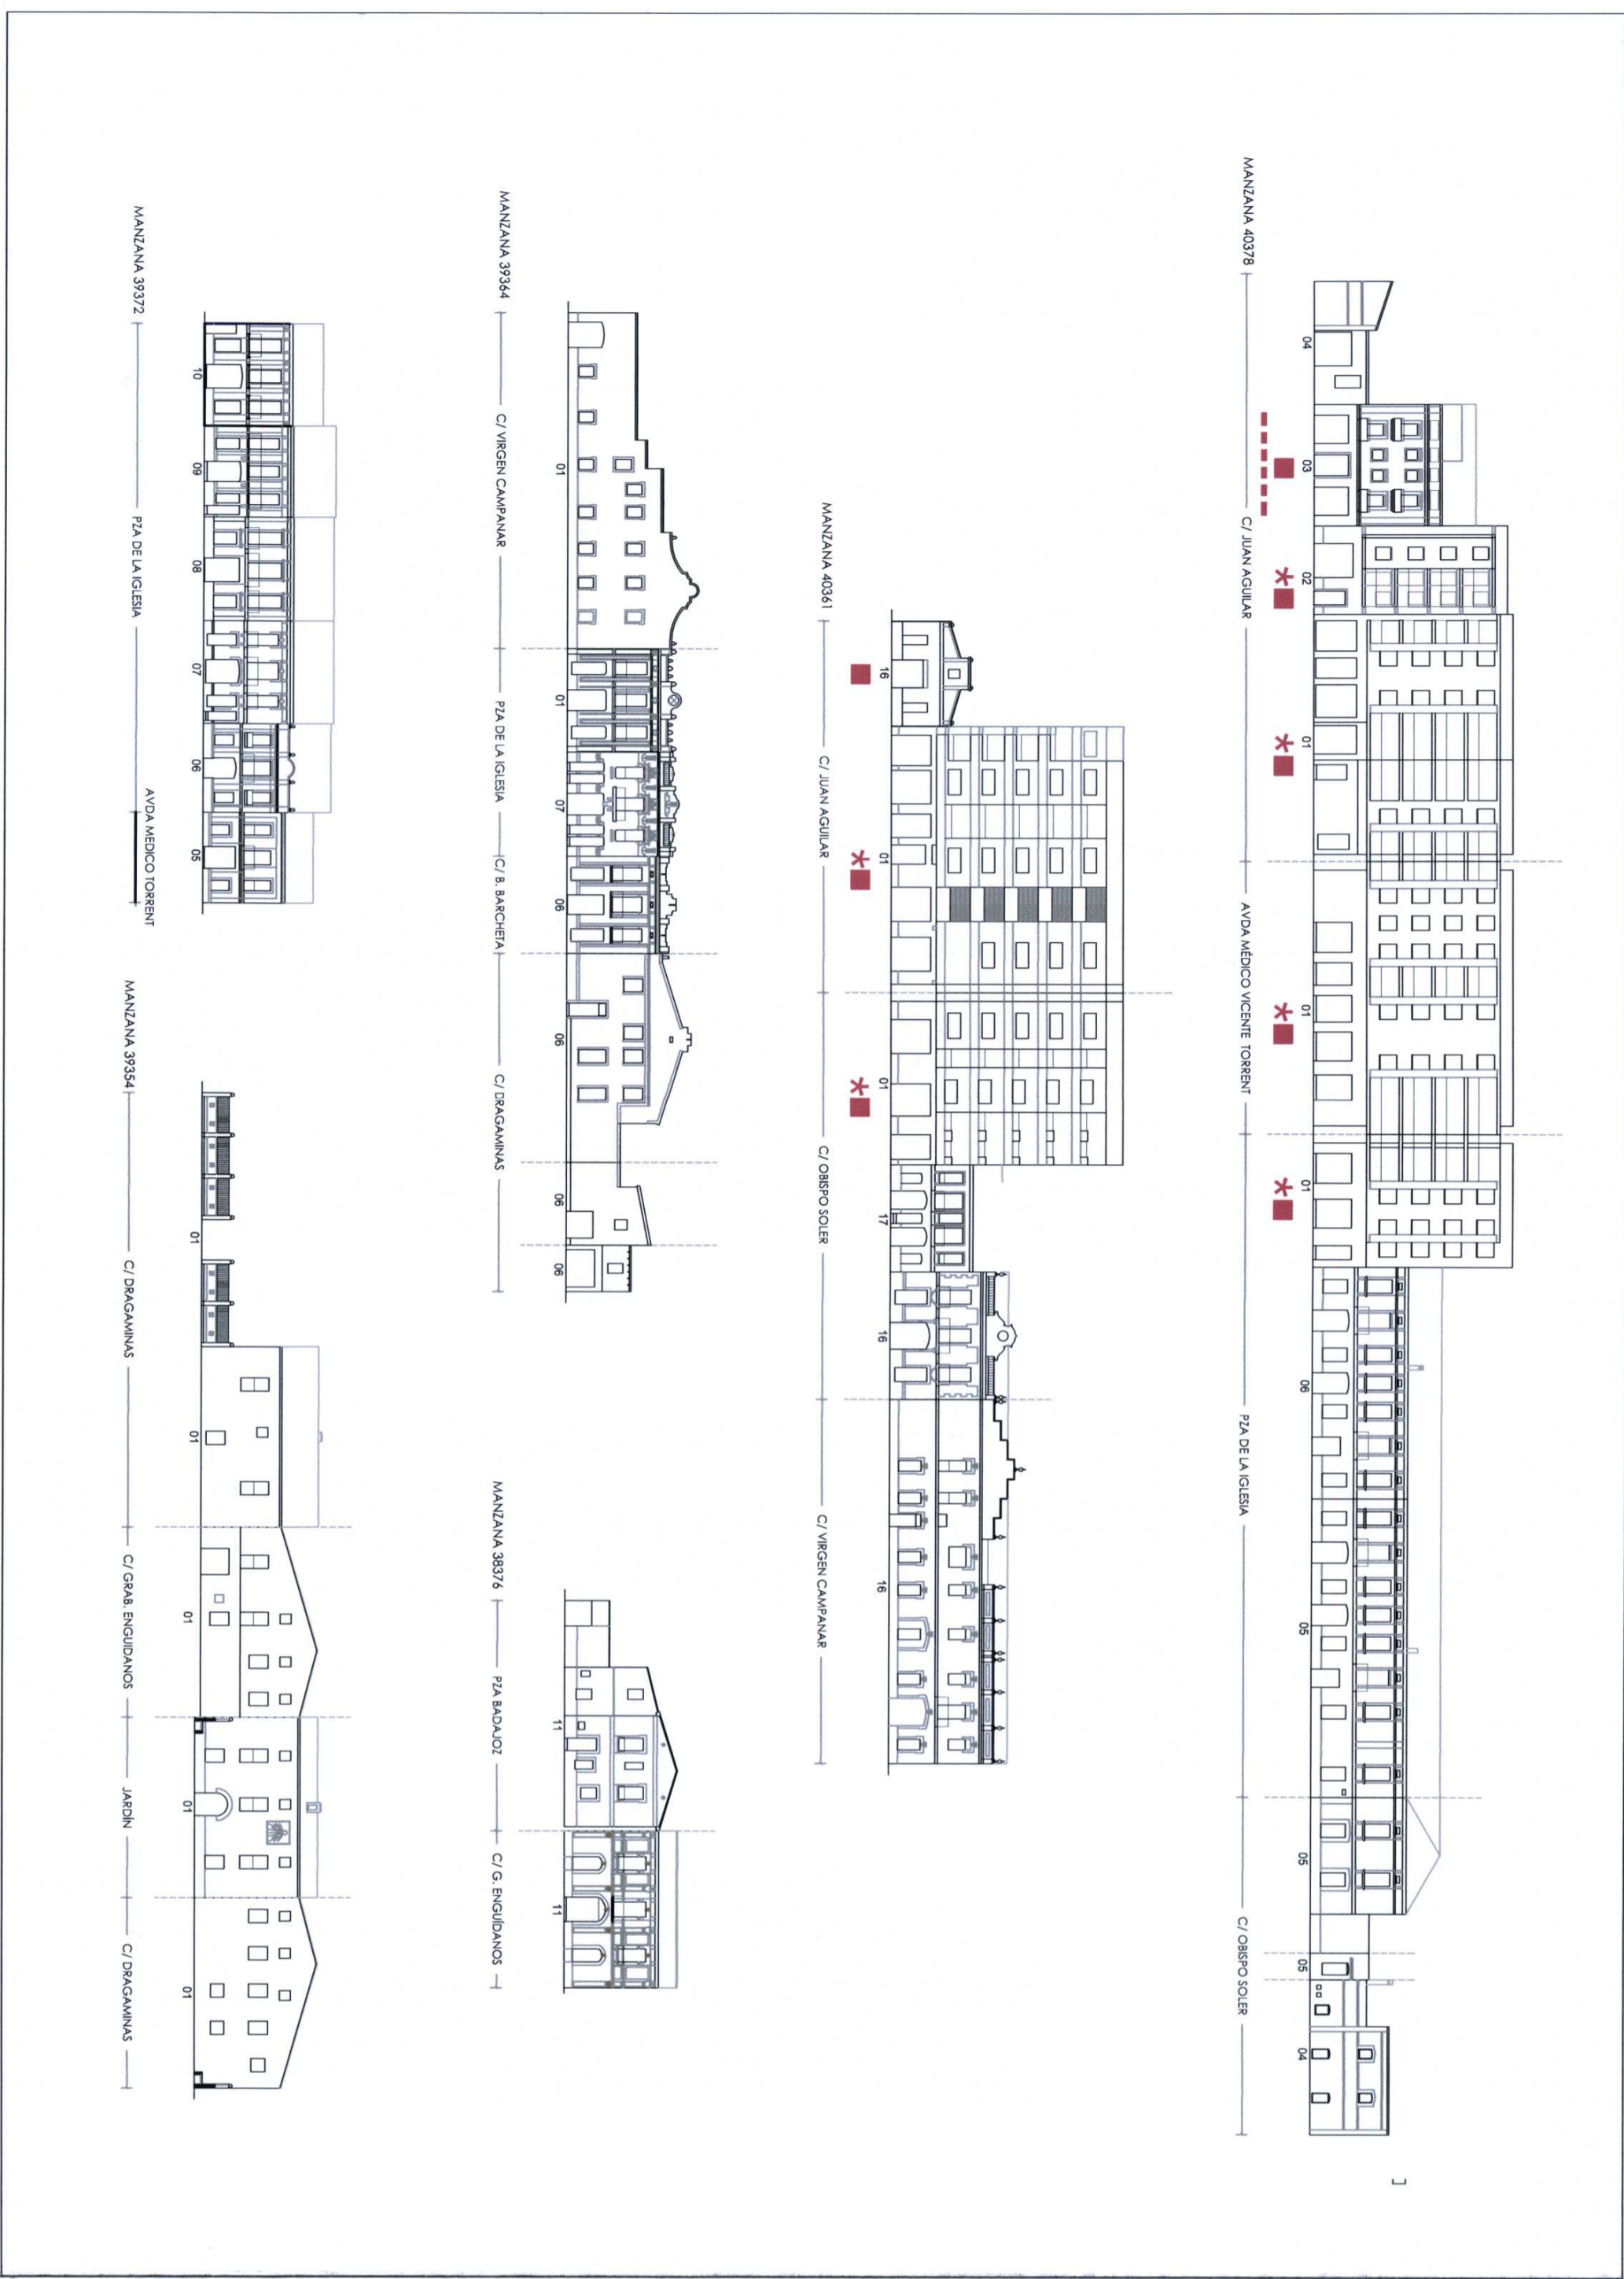 MANZANA 40378 C/ JUAN AGUILAR AVDA MÉDICO VICENTE TORRENT PZA DE LA IGLESIA C/ OBISPO SOLER
04 03 02 01 01 01 06 05 05 05 04
MANZANA 40361 C/ JUAN AGUILAR C/ OBISPO SOLER C/ VIRGEN CAMPANAR
16 01 01 17 16 16
MANZANA 39364 C/ VIRGEN CAMPANAR PZA DE LA IGLESIA C/ B. BARCHETA C/ DRAGAMINAS
01 01 07 06 06 06 06
MANZANA 38376 PZA BADAJOZ C/ G. ENGUÍDANOS
11 11
MANZANA 39372 PZA DE LA IGLESIA AVDA MEDICO TORRENT
10 09 08 07 06 05
MANZANA 39354 C/ DRAGAMINAS C/ GRAB. ENGUIDANOS JARDÍN C/ DRAGAMINAS
01 01 01 01 01